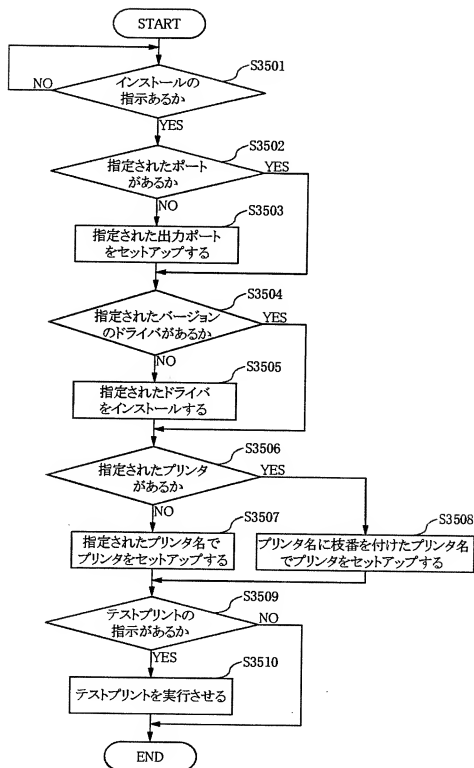 START
S3501
インストールの
指示あるか
NO
YES
S3502
指定されたポート
があるか
YES
NO
S3503
指定された出力ポート
をセットアップする
S3504
指定されたバージョン
のドライバがあるか
YES
NO
S3505
指定されたドライバ
をインストールする
S3506
指定されたプリンタ
があるか
YES
NO
S3507
指定されたプリンタ名で
プリンタをセットアップする
S3508
プリンタ名に枝番を付けたプリンタ名
でプリンタをセットアップする
S3509
テストプリントの
指示があるか
NO
YES
S3510
テストプリントを実行させる
END